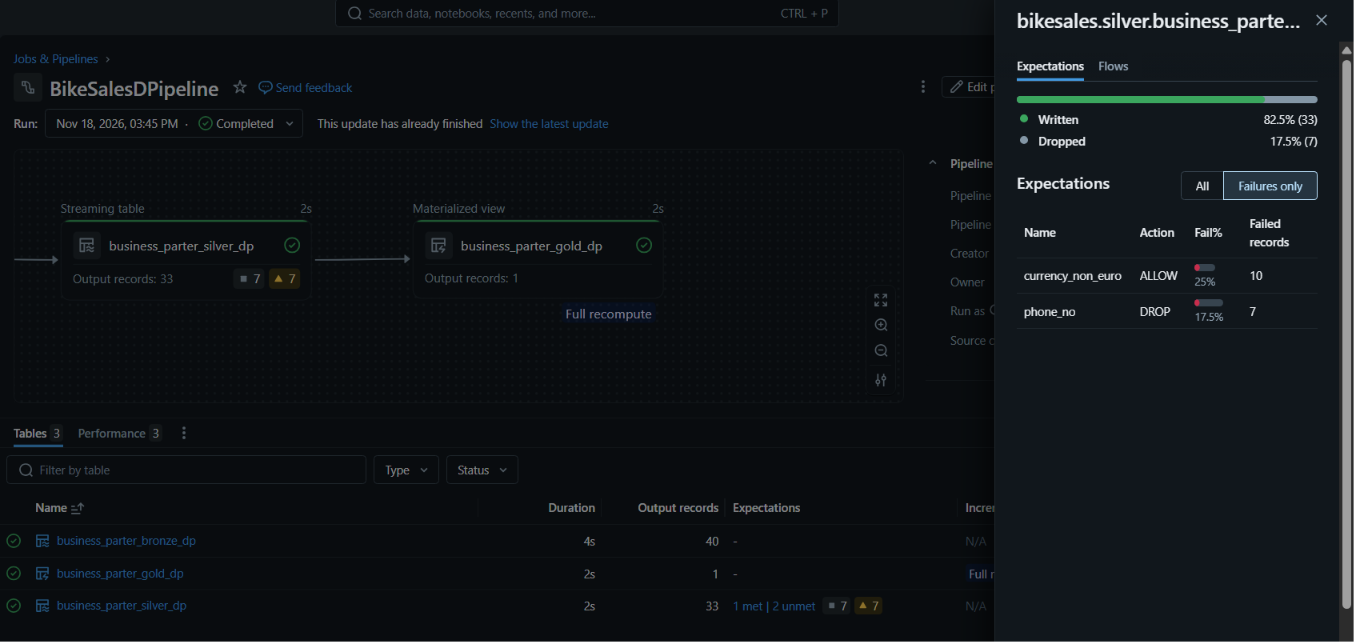 Search data, notebooks, recents, and more...
CTRL + P
Jobs & Pipelines ›
BikeSalesDPipeline
Send feedback
Edit
Run:
Nov 18, 2026, 03:45 PM · Completed
This update has already finished Show the latest update
Streaming table 2s
business_parter_silver_dp
Output records: 33
7
7
Materialized view 2s
business_parter_gold_dp
Output records: 1
Full recompute
Pipeline
Pipeline
Pipeline
Creator
Owner
Run as
Source
Tables 3
Performance 3
Filter by table
Type
Status
Name Duration Output records Expectations
business_parter_bronze_dp 4s 40 - N/A
business_parter_gold_dp 2s 1 - Full
business_parter_silver_dp 2s 33 1 met | 2 unmet 7 7 N/A
bikesales.silver.business_parte...
Expectations
Flows
Written 82.5% (33)
Dropped 17.5% (7)
Expectations
All
Failures only
Name Action Fail% Failed records
currency_non_euro ALLOW 25% 10
phone_no DROP 17.5% 7